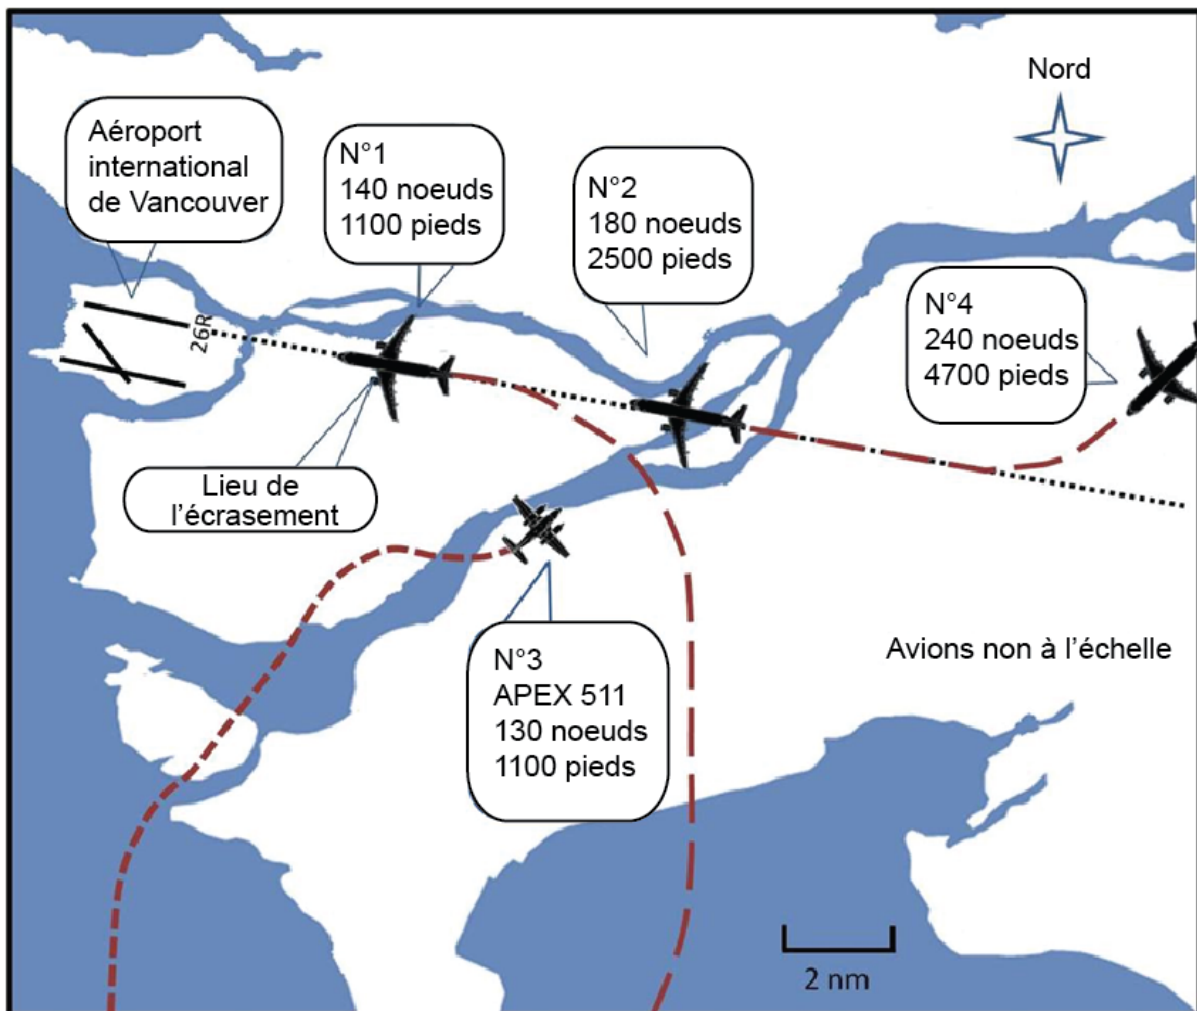 Nord
Aéroport
international
de Vancouver
N°1
140 noeuds
1100 pieds
N°2
180 noeuds
2500 pieds
N°4
240 noeuds
4700 pieds
26R
Lieu de
l’écrasement
N°3
APEX 511
130 noeuds
1100 pieds
Avions non à l’échelle
2 nm